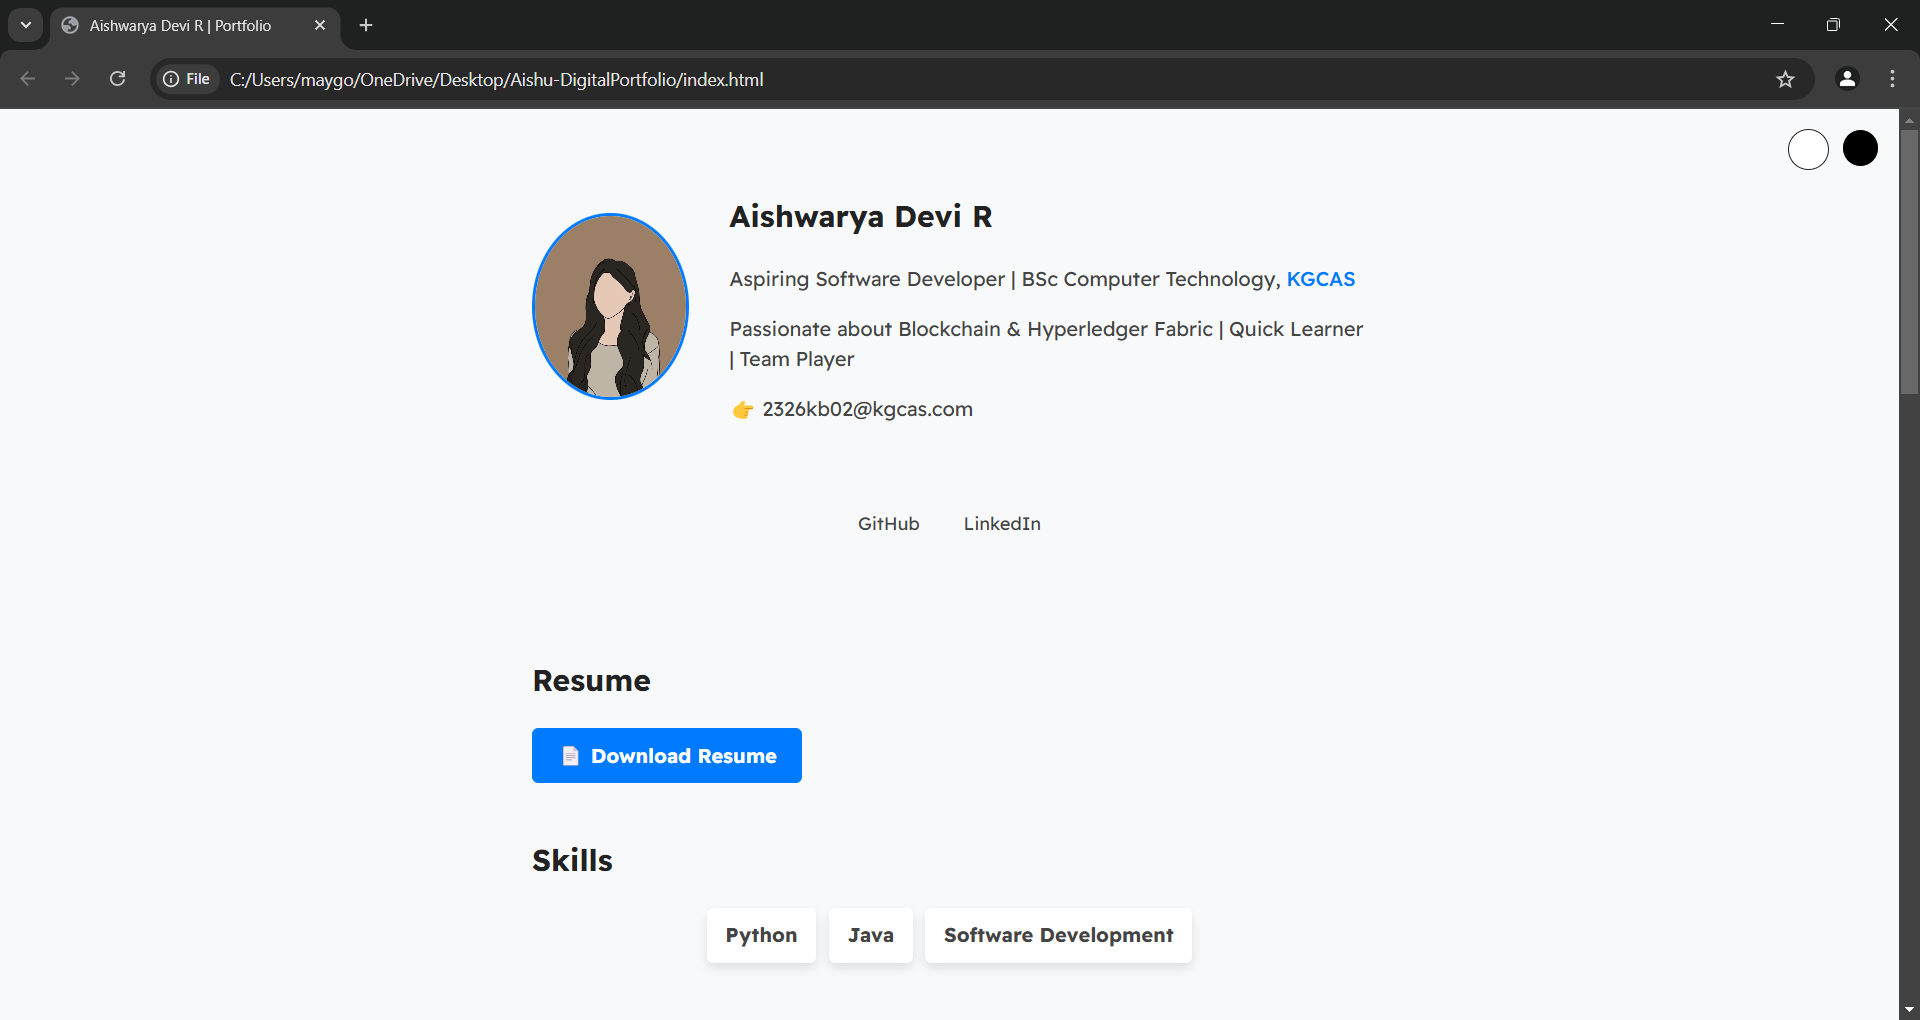 Aishwarya Devi R | Portfolio
File
C:/Users/maygo/OneDrive/Desktop/Aishu-DigitalPortfolio/index.html
Aishwarya Devi R
Aspiring Software Developer | BSc Computer Technology, KGCAS
Passionate about Blockchain & Hyperledger Fabric | Quick Learner
| Team Player
👉 2326kb02@kgcas.com
GitHub LinkedIn
Resume
📄 Download Resume
Skills
Python Java Software Development